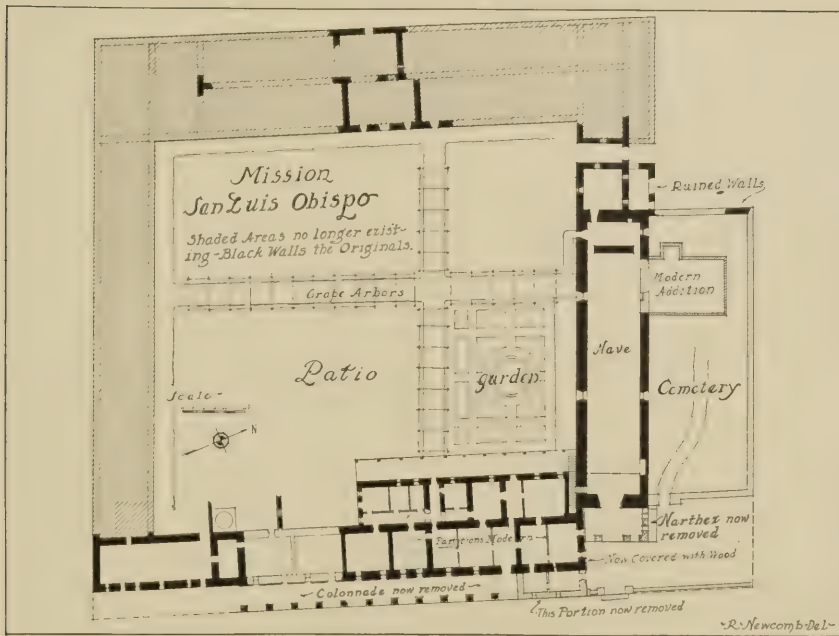 Mission
San Luis Obispo
Shaded Areas no longer exist-
ing-Black Walls the Originals.
Ruined Walls
Modern
Addition
Grape Arbors
Nave
Patio
garden
Cemetery
Scale-
N
Narthex now
removed
Partitions Modern
Now Covered with Wood
Colonnade now removed
This Portion now removed
-R-Newcomb-Del-